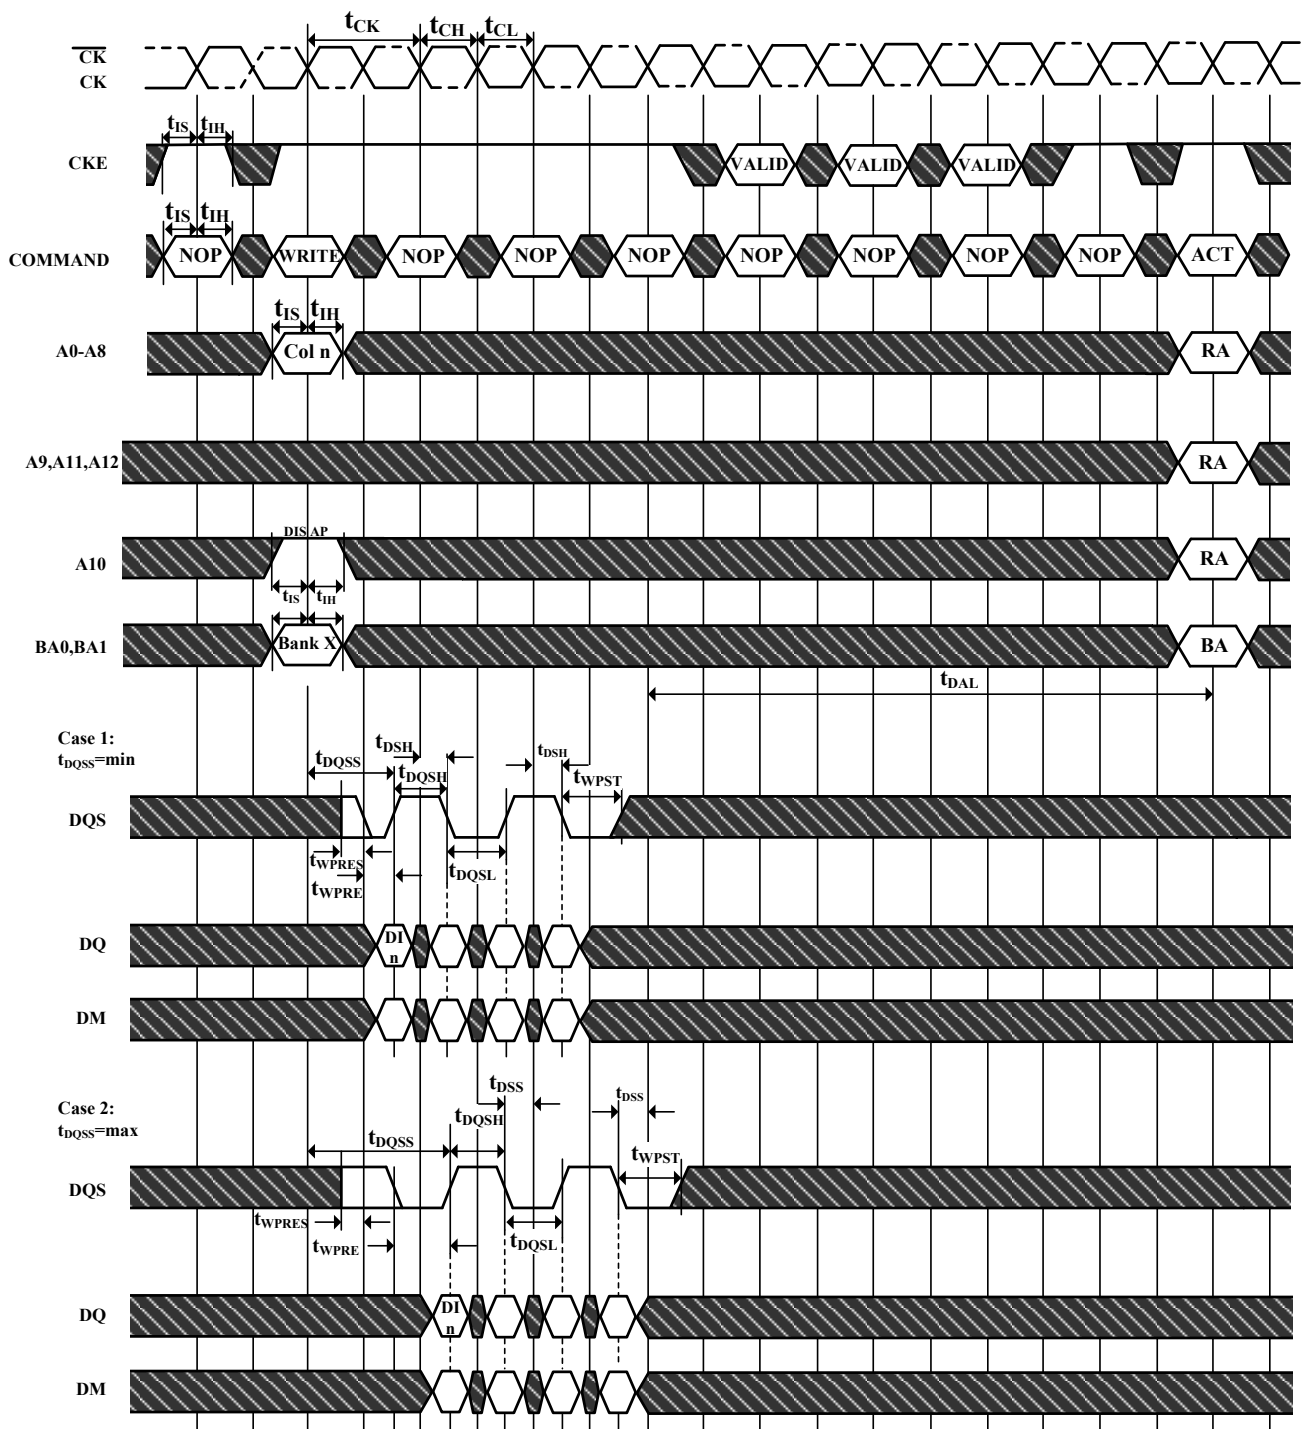 tCK tCH tCL
CK
CK
tIS tIH
CKE VALID VALID VALID
tIS tIH
COMMAND NOP WRITE NOP NOP NOP NOP NOP NOP NOP ACT
tIS tIH
A0-A8 Col n RA
A9,A11,A12 RA
DIS AP
A10 RA
tIS tIH
BA0,BA1 Bank X BA
tDAL
Case 1:
tDQSS=min
tDSH tDSH
tDQSS tDQSH tWPST
DQS
tWPRES
tWPRE tDQSL
DQ DI
n
DM
tDSS tDSS
Case 2:
tDQSS=max
tDQSH
tDQSS tWPST
DQS
tWPRES
tWPRE tDQSL
DQ DI
n
DM